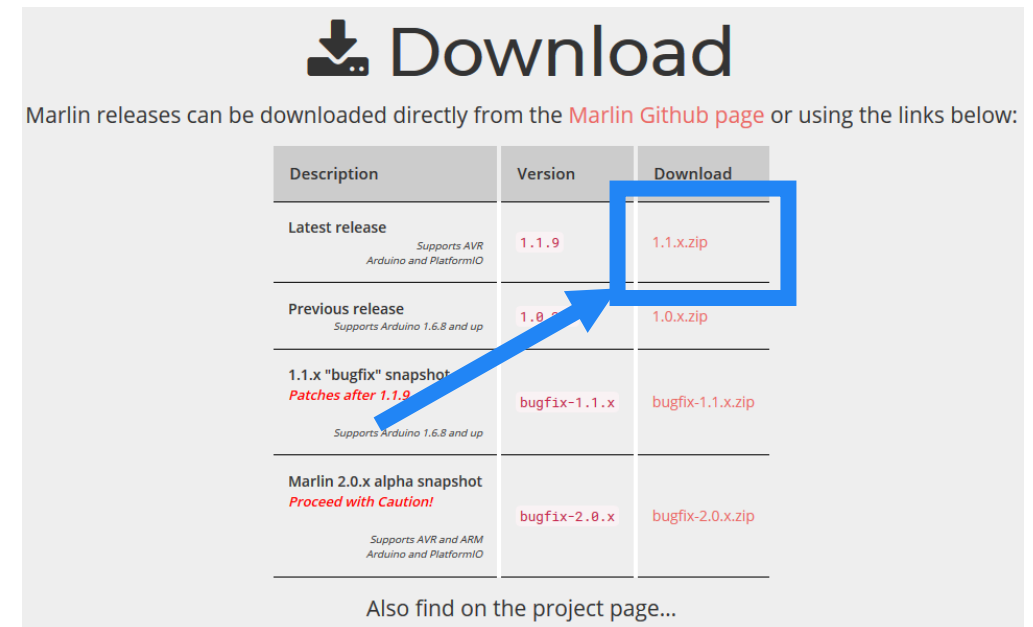 Download
Marlin releases can be downloaded directly from the Marlin Github page or using the links below:
Description Version Download
Latest release
Supports AVR
Arduino and PlatformIO
1.1.9 1.1.x.zip
Previous release
Supports Arduino 1.6.8 and up
1.0.x.zip
1.1.x "bugfix" snapshot
Patches after 1.1.9
Supports Arduino 1.6.8 and up
bugfix-1.1.x bugfix-1.1.x.zip
Marlin 2.0.x alpha snapshot
Proceed with Caution!
Supports AVR and ARM
Arduino and PlatformIO
bugfix-2.0.x bugfix-2.0.x.zip
Also find on the project page...